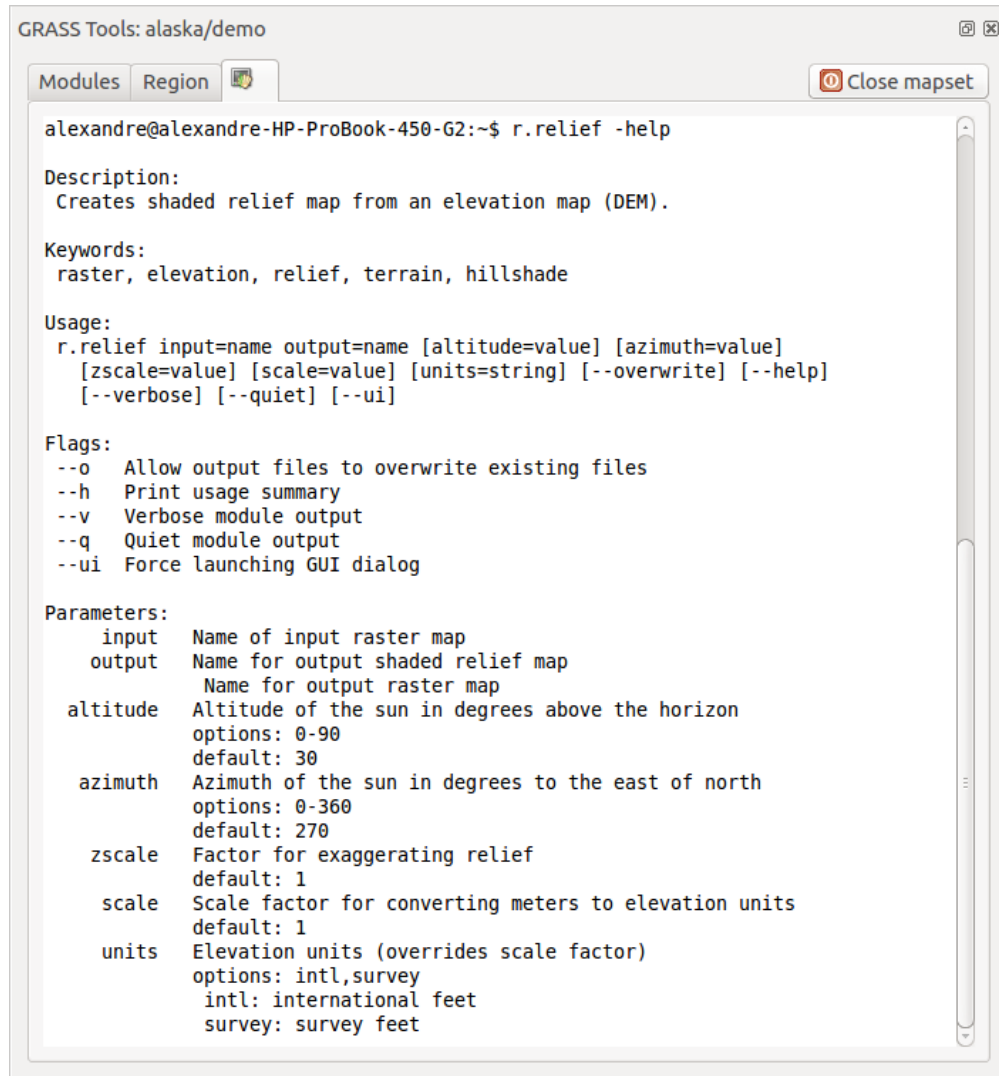 GRASS Tools: alaska/demo
Modules Region Close mapset
alexandre@alexandre-HP-ProBook-450-G2:~$ r.relief -help
Description:
Creates shaded relief map from an elevation map (DEM).
Keywords:
raster, elevation, relief, terrain, hillshade
Usage:
r.relief input=name output=name [altitude=value] [azimuth=value]
[zscale=value] [scale=value] [units=string] [--overwrite] [--help]
[--verbose] [--quiet] [--ui]
Flags:
--o   Allow output files to overwrite existing files
--h   Print usage summary
--v   Verbose module output
--q   Quiet module output
--ui  Force launching GUI dialog
Parameters:
input   Name of input raster map
output   Name for output shaded relief map
Name for output raster map
altitude   Altitude of the sun in degrees above the horizon
options: 0-90
default: 30
azimuth   Azimuth of the sun in degrees to the east of north
options: 0-360
default: 270
zscale   Factor for exaggerating relief
default: 1
scale   Scale factor for converting meters to elevation units
default: 1
units   Elevation units (overrides scale factor)
options: intl,survey
intl: international feet
survey: survey feet